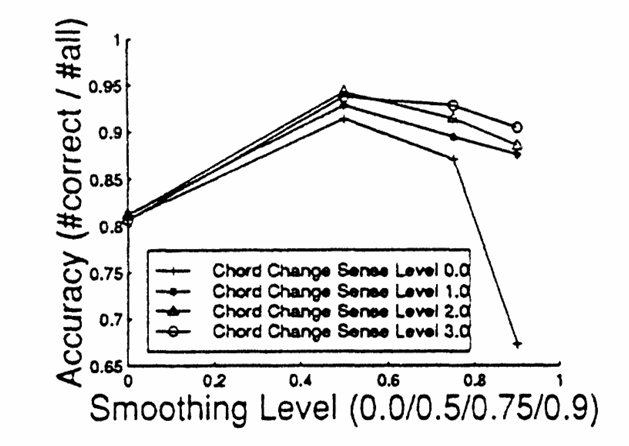 Accuracy (#correct / #all)
1
0.95
0.9
0.85
0.8
0.75
0.7
0.65
Chord Change Sense Level 0.0
Chord Change Sense Level 1.0
Chord Change Sense Level 2.0
Chord Change Sense Level 3.0
0
0.2
0.4
0.6
0.8
1
Smoothing Level (0.0/0.5/0.75/0.9)